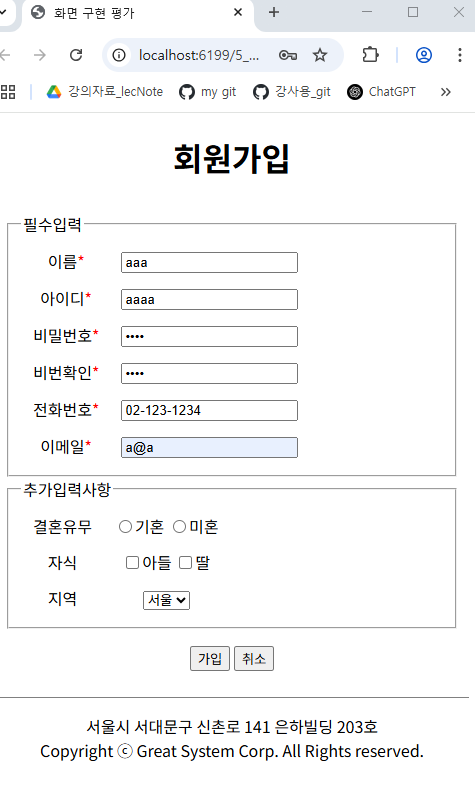 화면 구현 평가
localhost:6199/5_...
강의자료_lecNote my git 강사용_git ChatGPT
회원가입
필수입력
이름* aaa
아이디* aaaa
비밀번호* ••••
비번확인* ••••
전화번호* 02-123-1234
이메일* a@a
추가입력사항
결혼유무 기혼 미혼
자식 아들 딸
지역 서울
가입 취소
서울시 서대문구 신촌로 141 은하빌딩 203호
Copyright ⓒ Great System Corp. All Rights reserved.